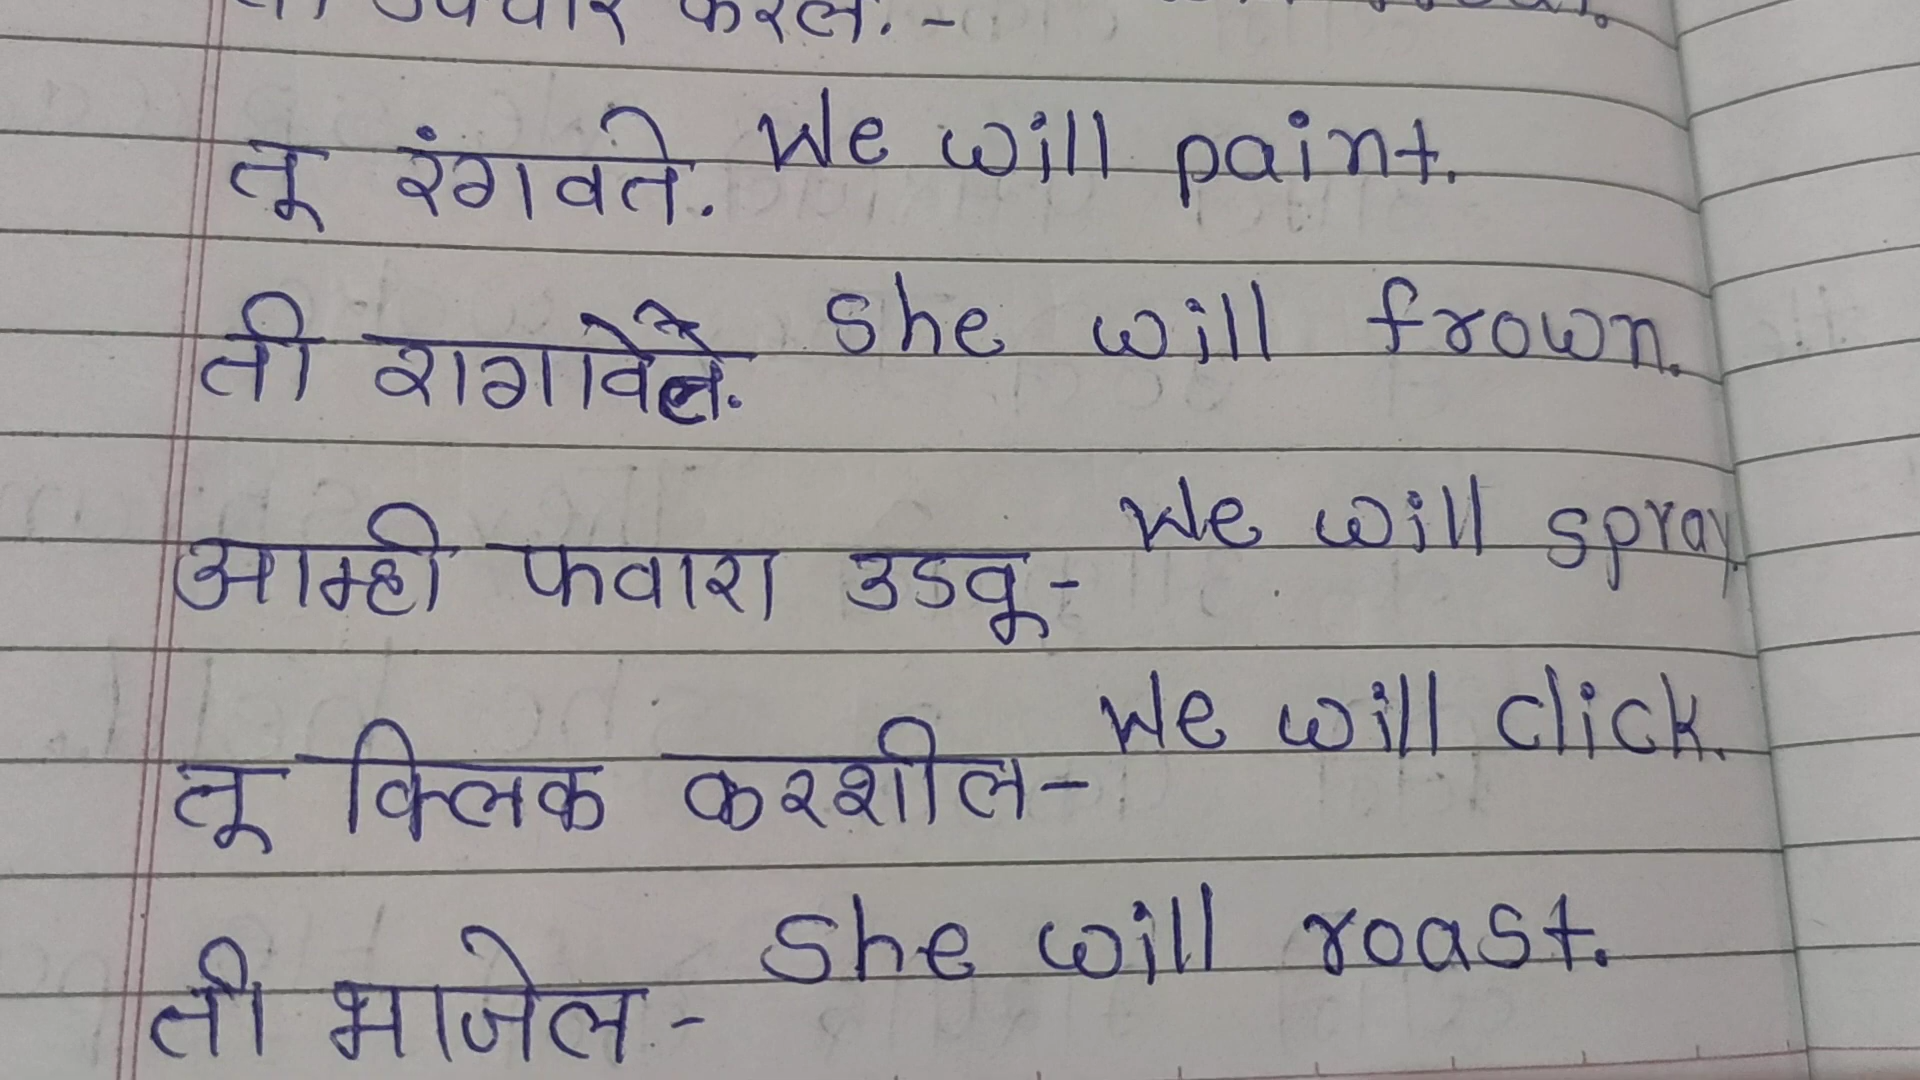 करेल. -
तू रंगवते. We will paint.
ती रागावेल. She will frown.
आम्ही फवारा उडवू - We will spray.
तू क्लिक करशील - We will click.
ती भाजेल. - She will roast.